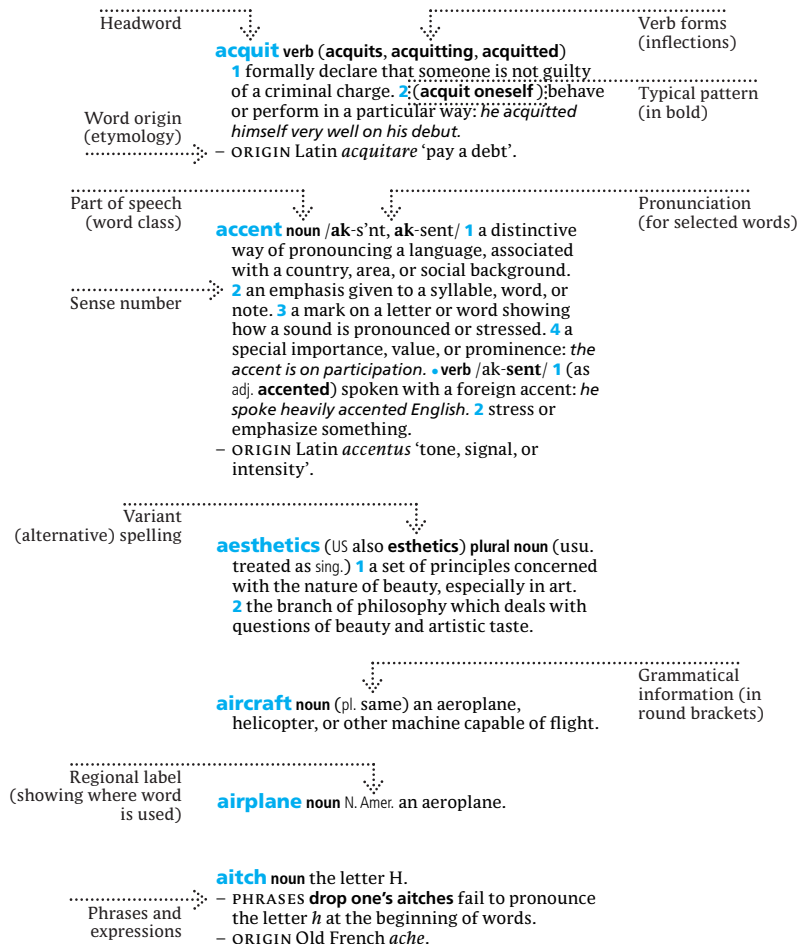 Headword
Verb forms
(inflections)
acquit verb (acquits, acquitting, acquitted)
1 formally declare that someone is not guilty
of a criminal charge. 2 (acquit oneself) behave
or perform in a particular way: he acquitted
himself very well on his debut.
– ORIGIN Latin acquitare ‘pay a debt’.
Typical pattern
(in bold)
Word origin
(etymology)
Part of speech
(word class)
Pronunciation
(for selected words)
accent noun /ak-s’nt, ak-sent/ 1 a distinctive
way of pronouncing a language, associated
with a country, area, or social background.
2 an emphasis given to a syllable, word, or
note. 3 a mark on a letter or word showing
how a sound is pronounced or stressed. 4 a
special importance, value, or prominence: the
accent is on participation. • verb /ak-sent/ 1 (as
adj. accented) spoken with a foreign accent: he
spoke heavily accented English. 2 stress or
emphasize something.
– ORIGIN Latin accentus ‘tone, signal, or
intensity’.
Sense number
Variant
(alternative) spelling
aesthetics (US also esthetics) plural noun (usu.
treated as sing.) 1 a set of principles concerned
with the nature of beauty, especially in art.
2 the branch of philosophy which deals with
questions of beauty and artistic taste.
Grammatical
information (in
round brackets)
aircraft noun (pl. same) an aeroplane,
helicopter, or other machine capable of flight.
Regional label
(showing where word
is used)
airplane noun N. Amer. an aeroplane.
aitch noun the letter H.
– PHRASES drop one’s aitches fail to pronounce
the letter h at the beginning of words.
– ORIGIN Old French ache.
Phrases and
expressions